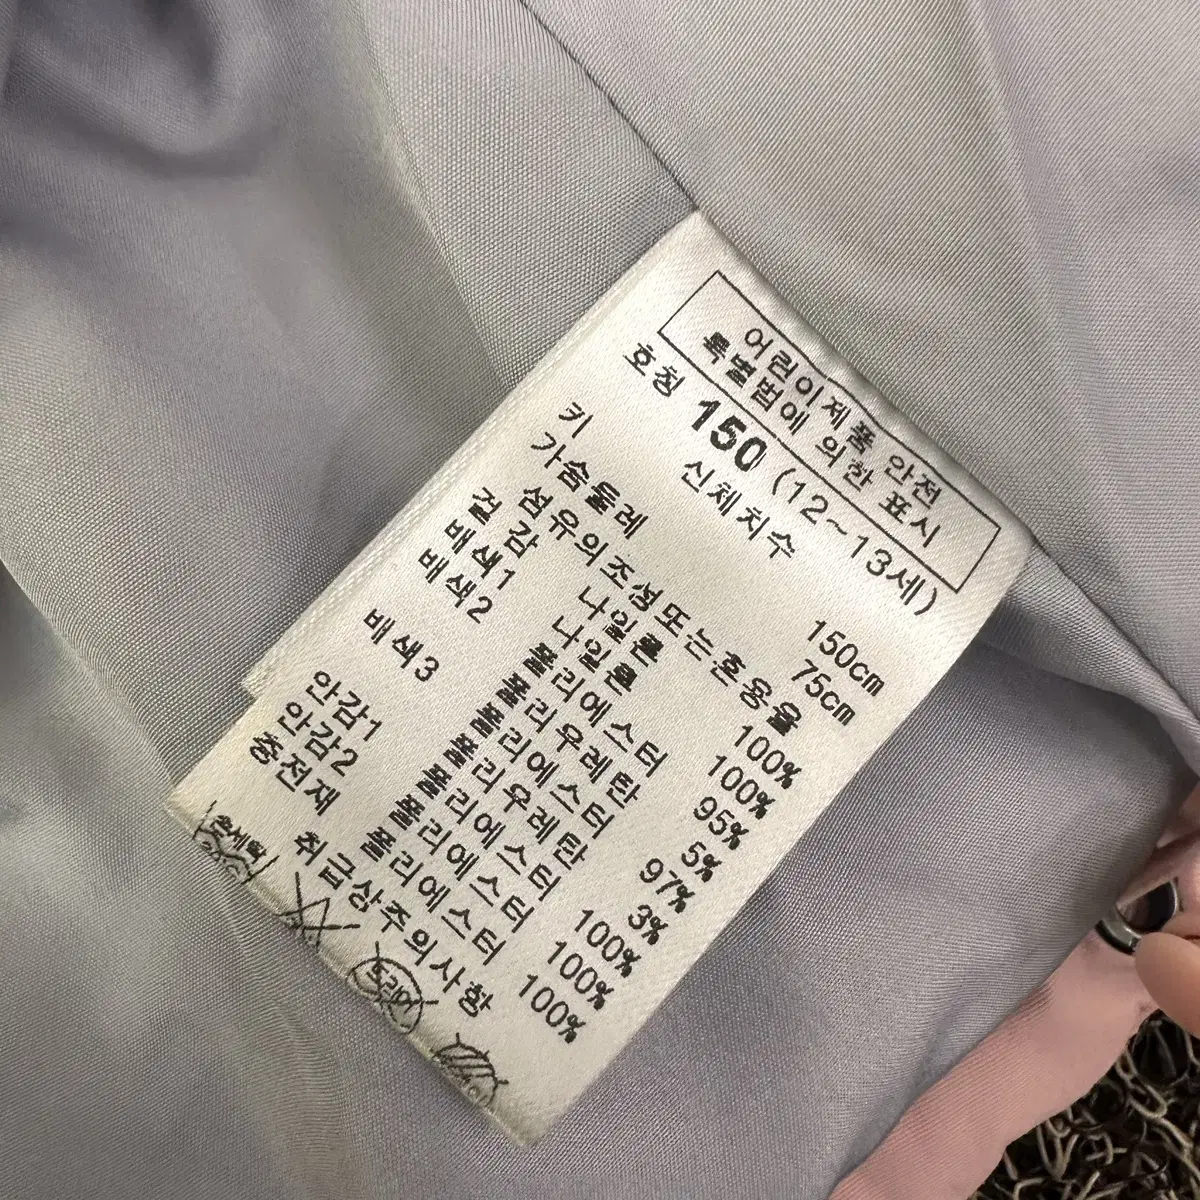 어린이제품 안전
특별법에 의한 표시
호칭 150 (12~13세)
신체치수
키 150cm
가슴둘레 75cm
섬유의조성또는혼용율
겉감 나일론 100%
배색1 나일론 100%
배색2 폴리에스터 95%
폴리우레탄 5%
배색3 폴리에스터 97%
폴리우레탄 3%
안감1 폴리에스터 100%
안감2 폴리에스터 100%
충전재 폴리에스터 100%
취급상주의사항
손세탁
드라이